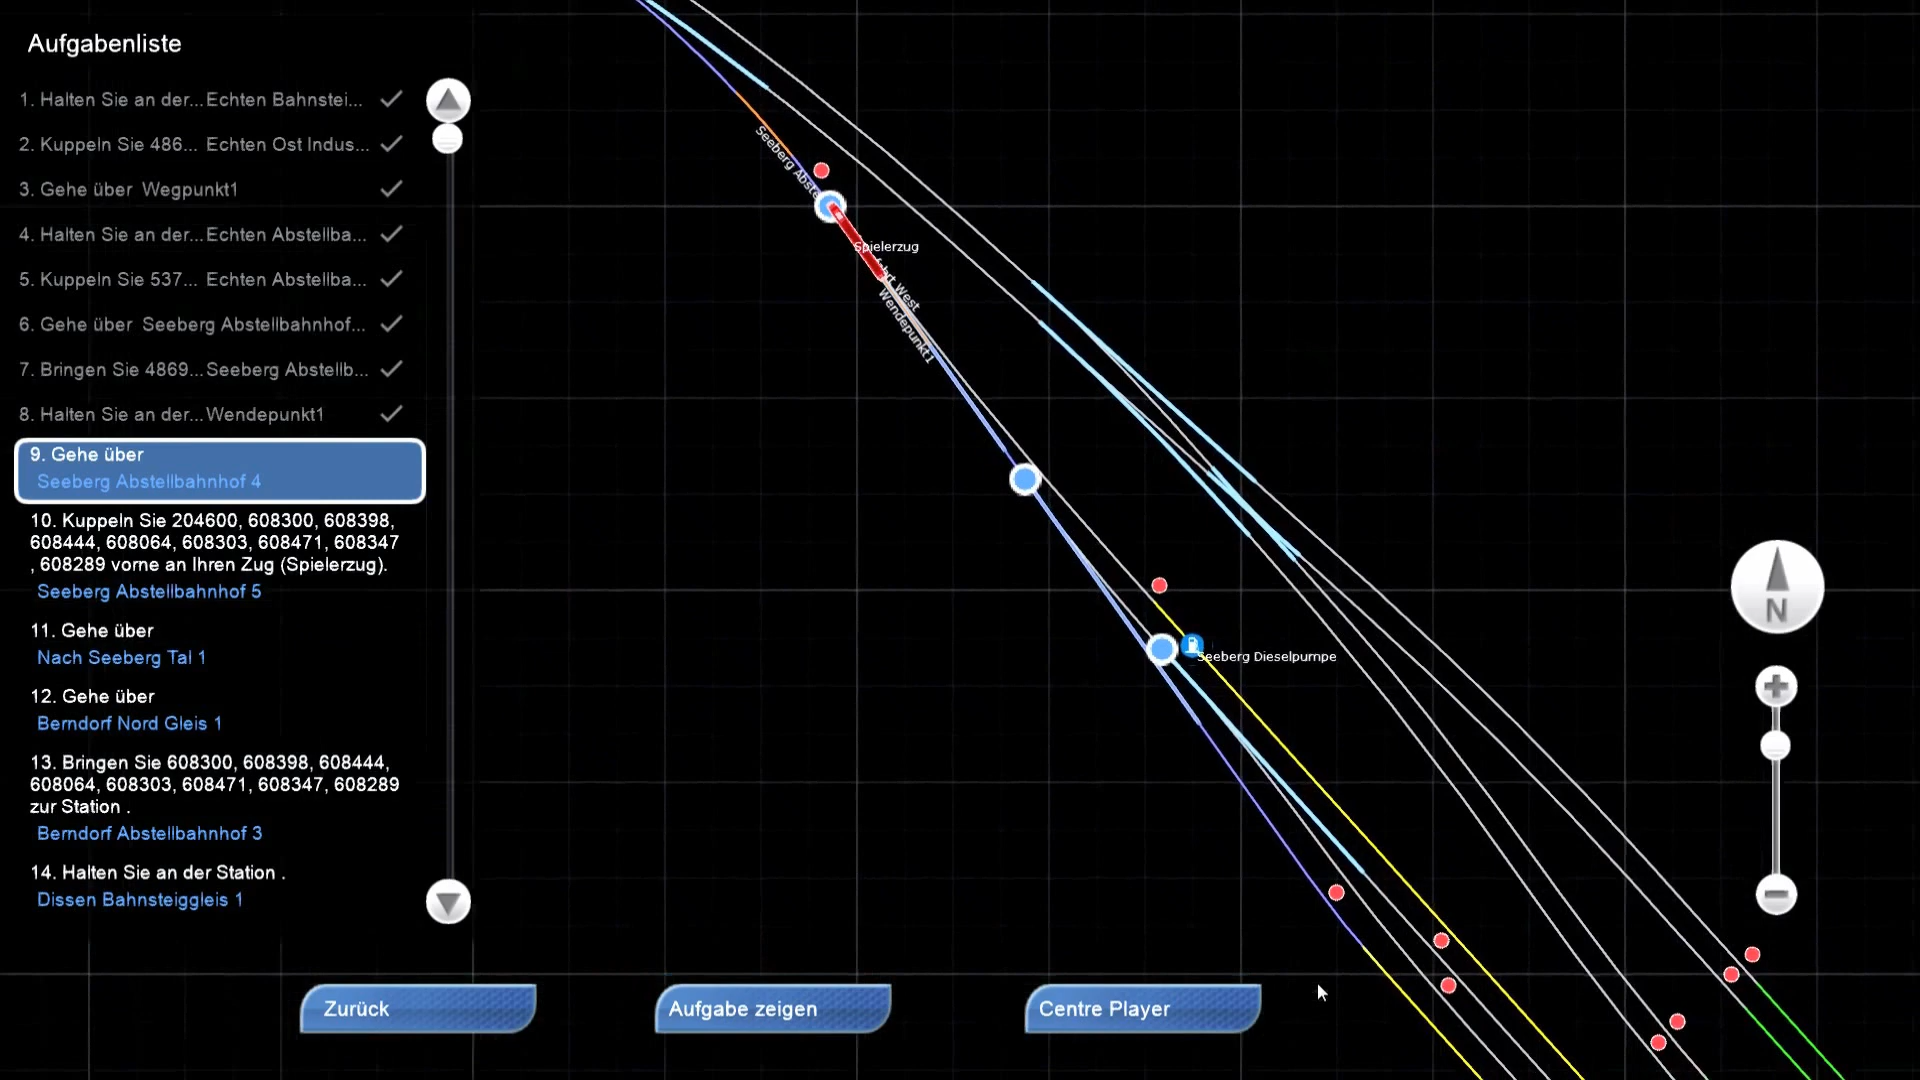 Aufgabenliste
1. Halten Sie an der... Echten Bahnstei...
2. Kuppeln Sie 486... Echten Ost Indus...
3. Gehe über Wegpunkt1
4. Halten Sie an der... Echten Abstellba...
5. Kuppeln Sie 537... Echten Abstellba...
6. Gehe über Seeberg Abstellbahnhof...
7. Bringen Sie 4869... Seeberg Abstellb...
8. Halten Sie an der... Wendepunkt1
9. Gehe über
Seeberg Abstellbahnhof 4
10. Kuppeln Sie 204600, 608300, 608398,
608444, 608064, 608303, 608471, 608347
, 608289 vorne an Ihren Zug (Spielerzug).
Seeberg Abstellbahnhof 5
11. Gehe über
Nach Seeberg Tal 1
12. Gehe über
Berndorf Nord Gleis 1
13. Bringen Sie 608300, 608398, 608444,
608064, 608303, 608471, 608347, 608289
zur Station .
Berndorf Abstellbahnhof 3
14. Halten Sie an der Station .
Dissen Bahnsteiggleis 1
Seeberg
Spielerzug
West
Wendepunkt1
Seeberg Dieselpumpe
N
Zurück
Aufgabe zeigen
Centre Player